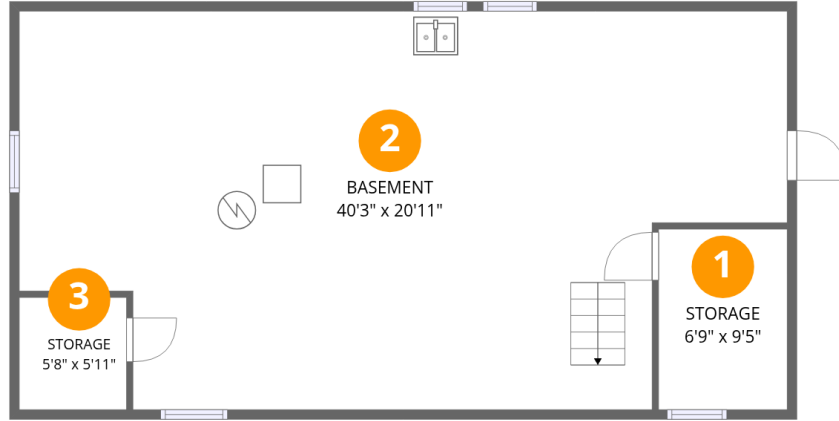 2
BASEMENT
40'3" x 20'11"
1
STORAGE
6'9" x 9'5"
3
STORAGE
5'8" x 5'11"